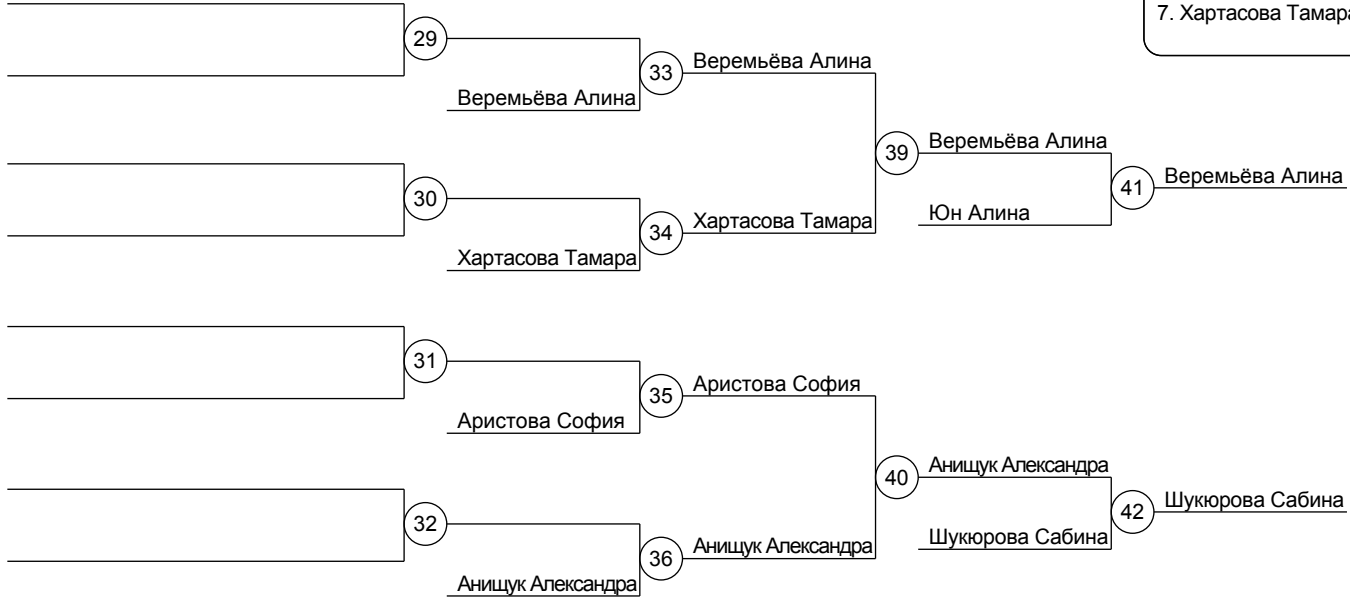 7. Хартасова Тамара
29
33
Веремьёва Алина
Веремьёва Алина
39
Веремьёва Алина
41
Веремьёва Алина
30
Юн Алина
34
Хартасова Тамара
Хартасова Тамара
31
35
Аристова София
Аристова София
40
Анищук Александра
42
Шукюрова Сабина
32
Шукюрова Сабина
36
Анищук Александра
Анищук Александра